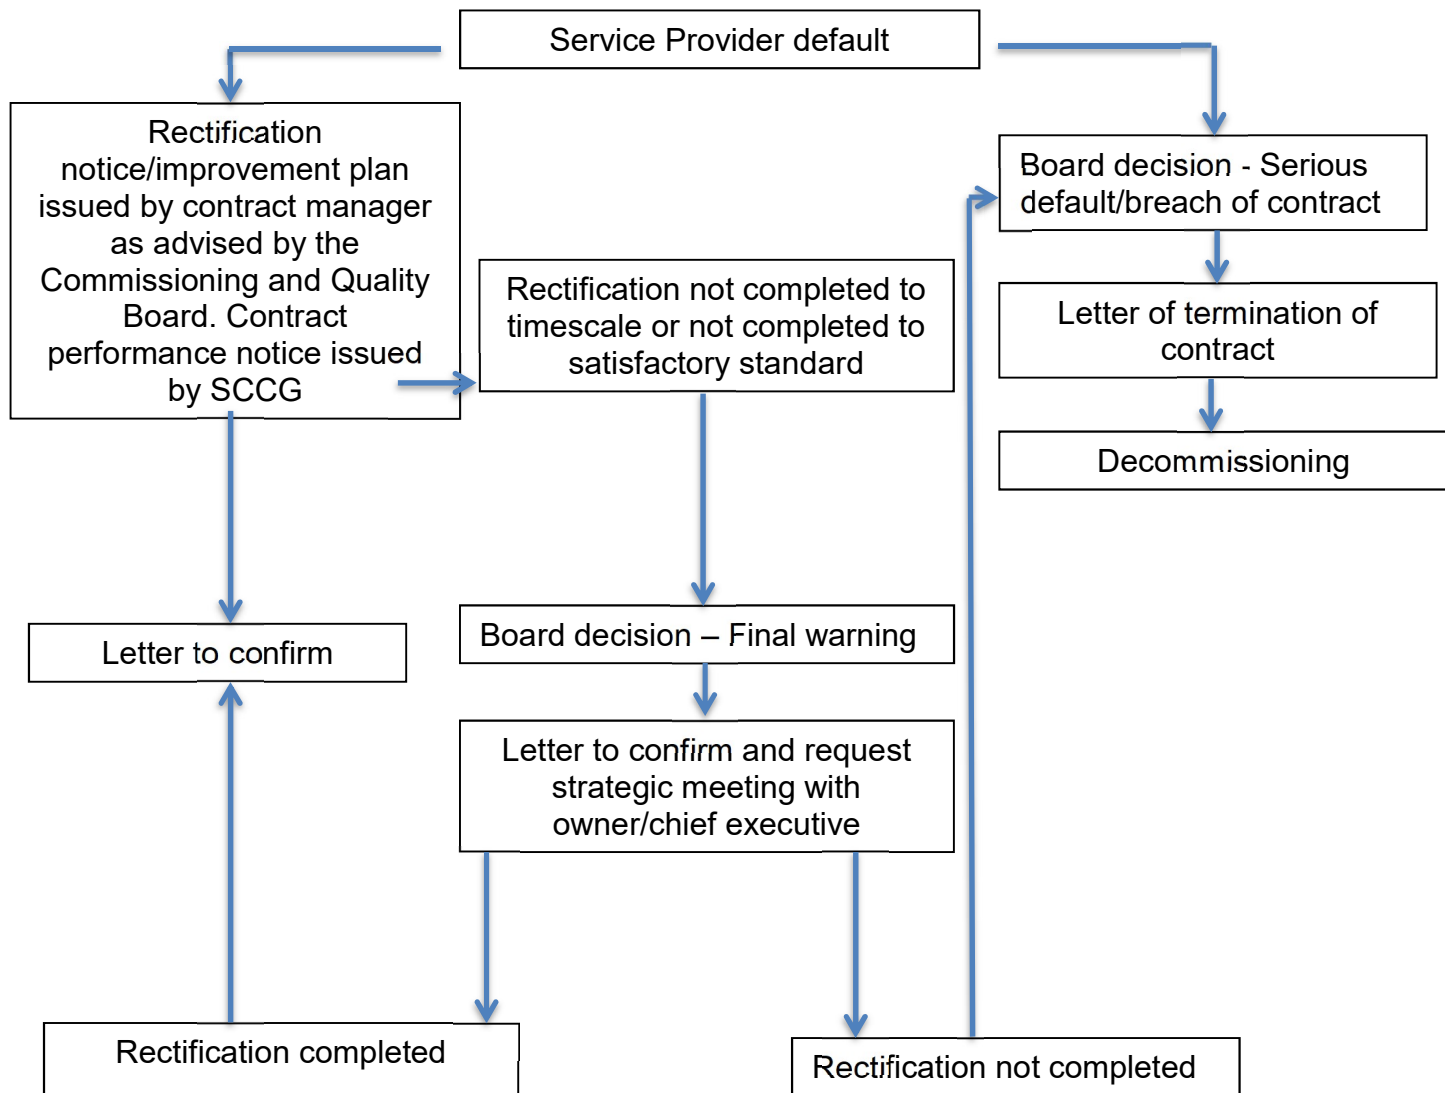 Service Provider default
Rectification
notice/improvement plan
issued by contract manager
as advised by the
Commissioning and Quality
Board. Contract
performance notice issued
by SCCG
Board decision - Serious
default/breach of contract
Rectification not completed to
timescale or not completed to
satisfactory standard
Letter of termination of
contract
Decommissioning
Letter to confirm
Board decision – Final warning
Letter to confirm and request
strategic meeting with
owner/chief executive
Rectification completed
Rectification not completed